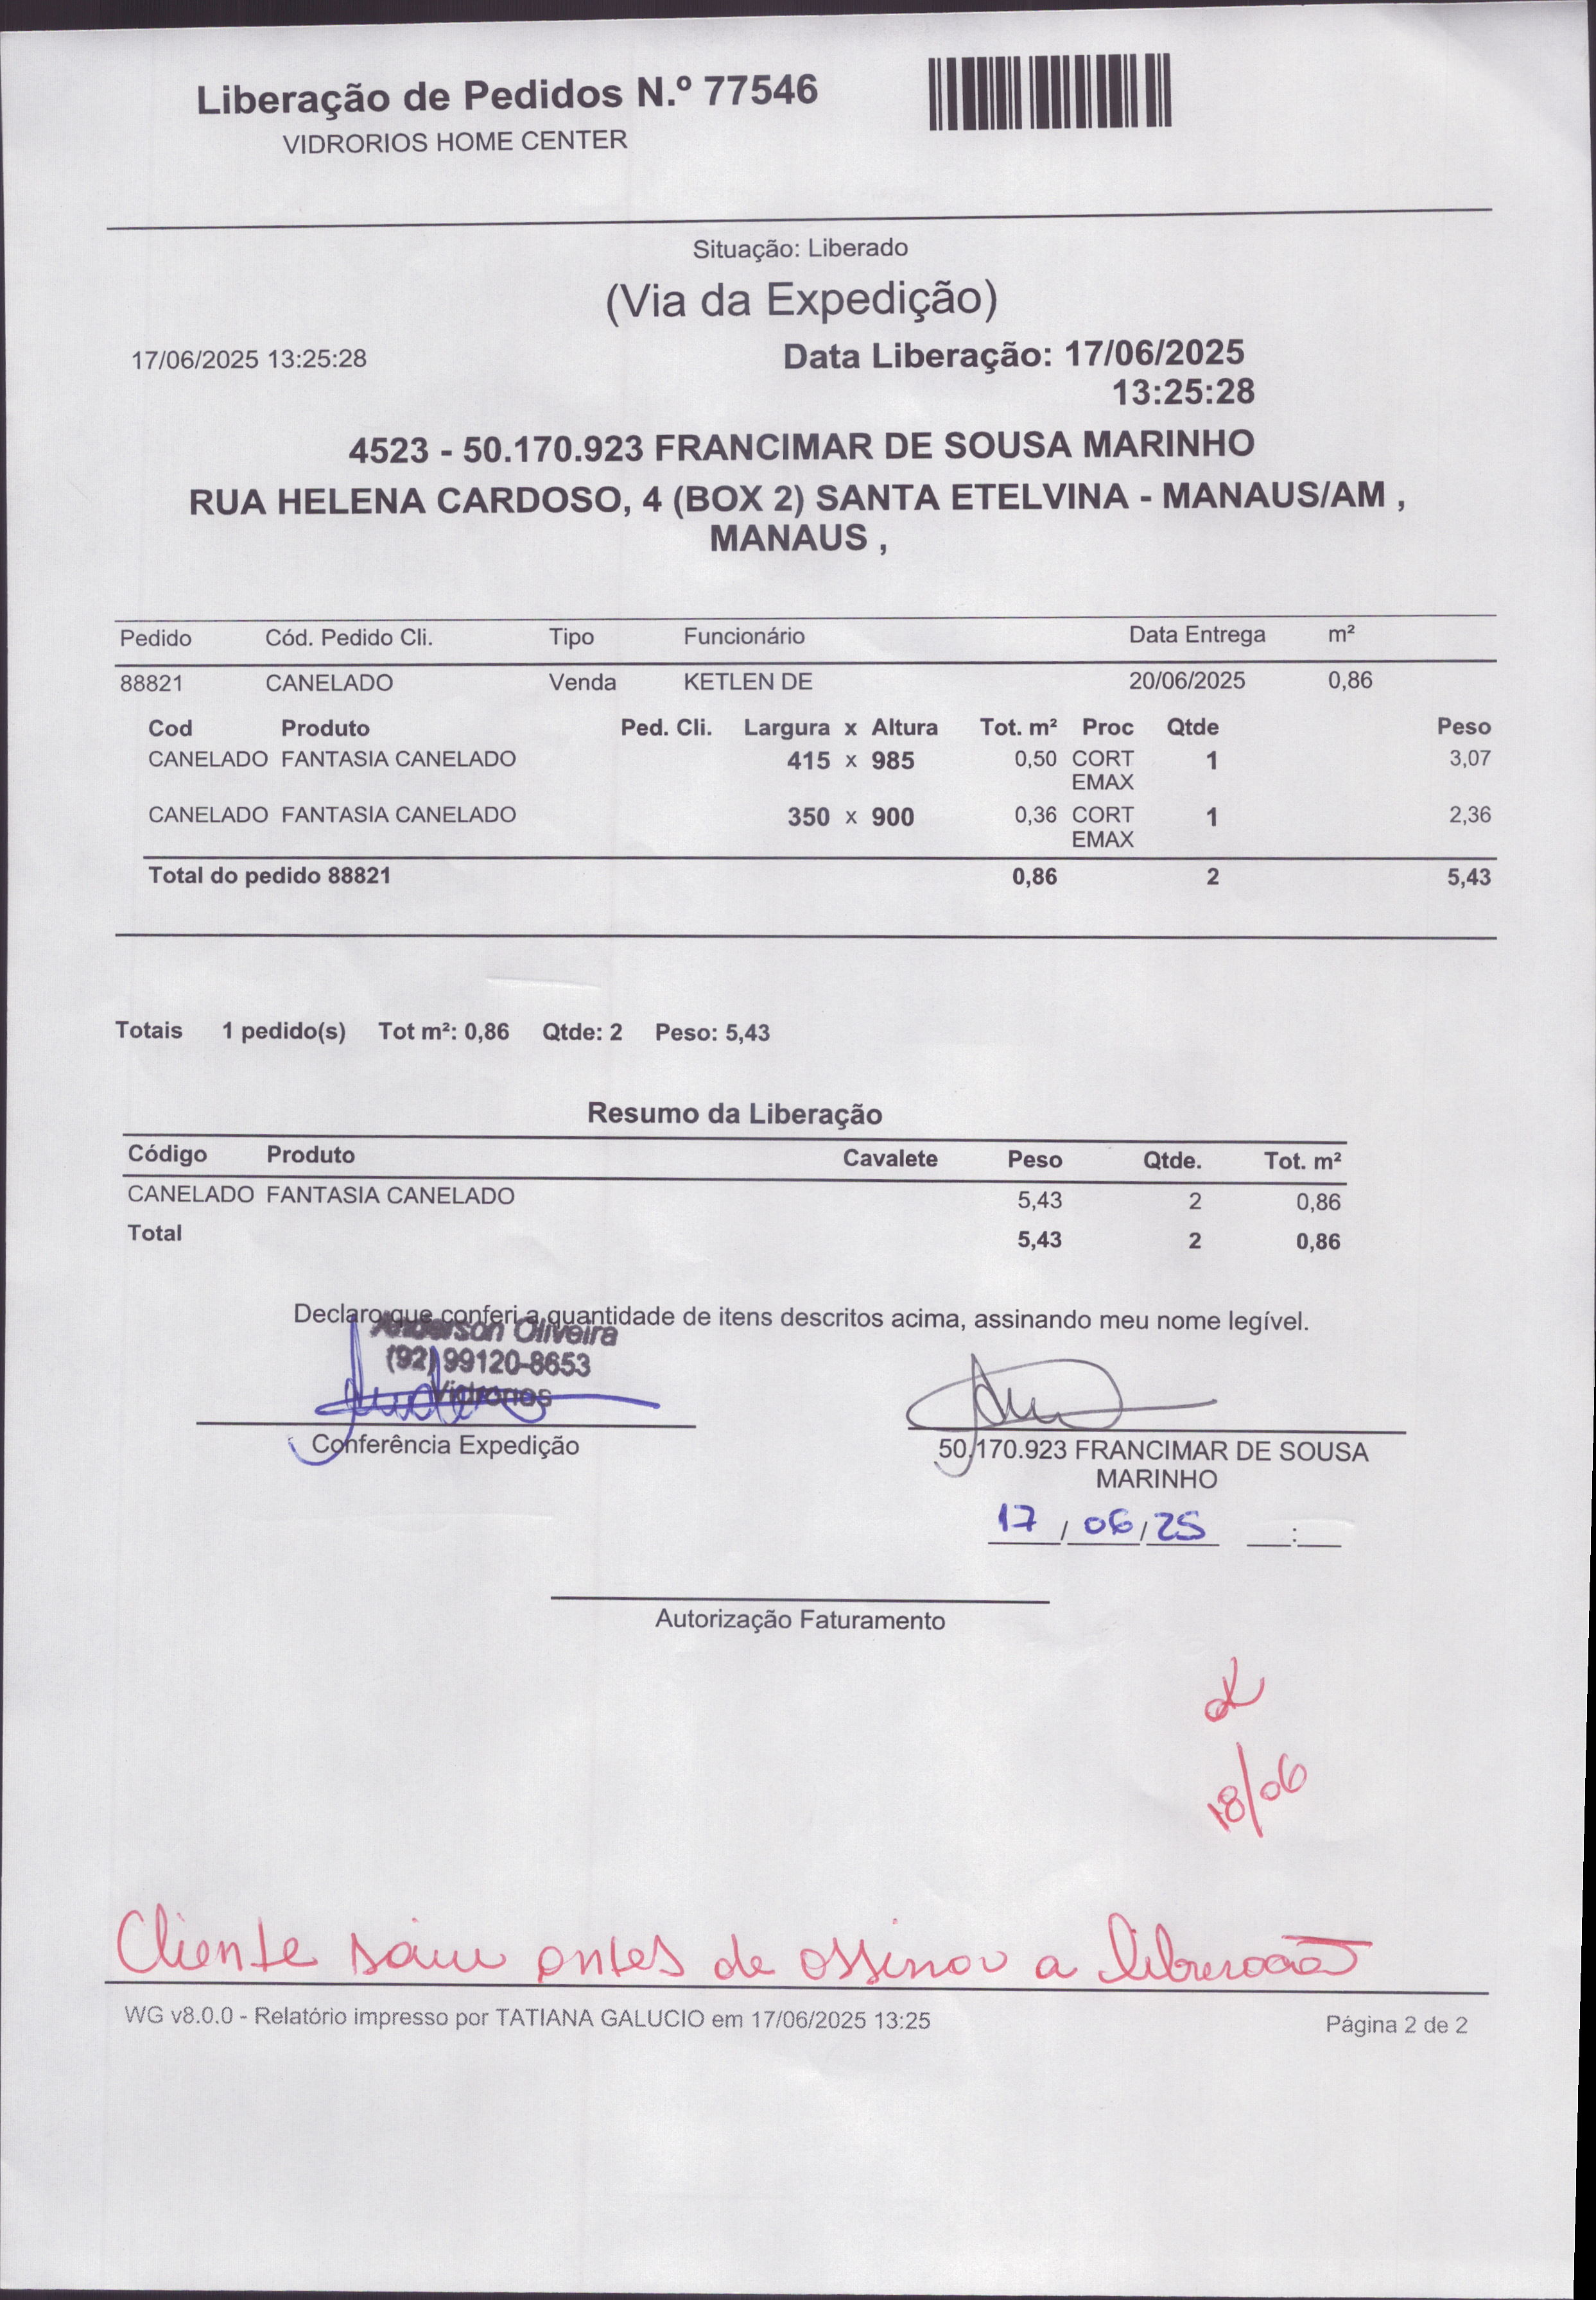 Liberação de Pedidos N.º 77546
VIDRORIOS HOME CENTER
Situação: Liberado
(Via da Expedição)
17/06/2025 13:25:28
Data Liberação: 17/06/2025
13:25:28
4523 - 50.170.923 FRANCIMAR DE SOUSA MARINHO
RUA HELENA CARDOSO, 4 (BOX 2) SANTA ETELVINA - MANAUS/AM ,
MANAUS ,
Pedido Cód. Pedido Cli. Tipo Funcionário Data Entrega m²
88821 CANELADO Venda KETLEN DE 20/06/2025 0,86
Cod Produto Ped. Cli. Largura x Altura Tot. m² Proc Qtde Peso
CANELADO FANTASIA CANELADO 415 x 985 0,50 CORT 1 3,07
EMAX
CANELADO FANTASIA CANELADO 350 x 900 0,36 CORT 1 2,36
EMAX
Total do pedido 88821 0,86 2 5,43
Totais 1 pedido(s) Tot m²: 0,86 Qtde: 2 Peso: 5,43
Resumo da Liberação
Código Produto Cavalete Peso Qtde. Tot. m²
CANELADO FANTASIA CANELADO 5,43 2 0,86
Total 5,43 2 0,86
Declaro que conferi a quantidade de itens descritos acima, assinando meu nome legível.
Anderson Oliveira
(92) 99120-8653
Vidrorios
Conferência Expedição
50.170.923 FRANCIMAR DE SOUSA
MARINHO
17 / 06 / 25 __:__
Autorização Faturamento
18/06
Cliente saiu antes de assinar a liberação
WG v8.0.0 - Relatório impresso por TATIANA GALUCIO em 17/06/2025 13:25
Página 2 de 2